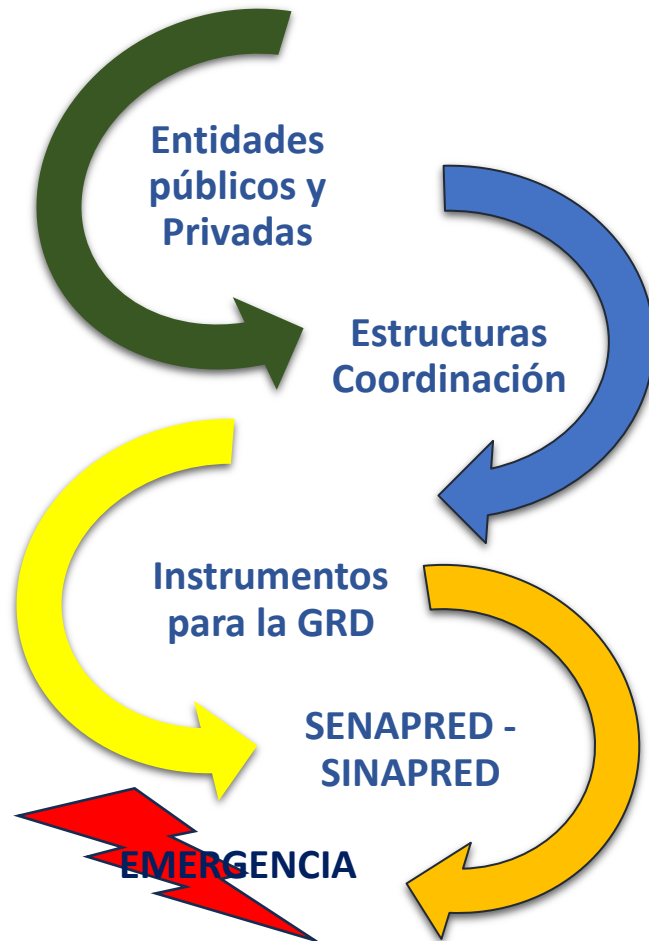 Entidades
públicos y
Privadas
Estructuras
Coordinación
Instrumentos
para la GRD
SENAPRED -
SINAPRED
EMERGENCIA